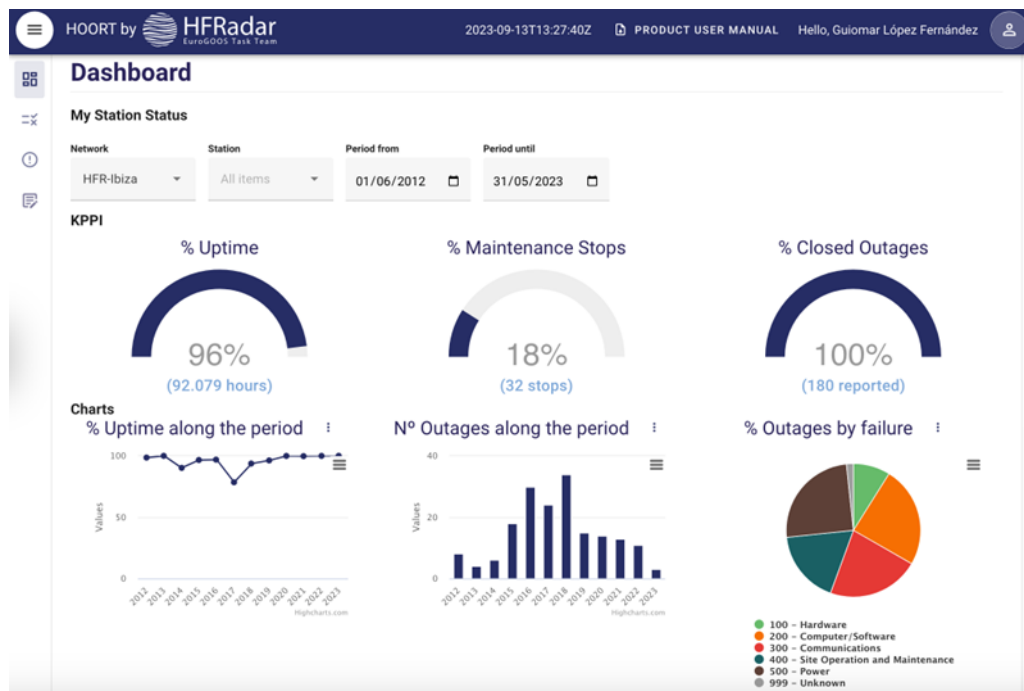 HOORT by HFRadar
EuroGOOS Task Team
2023-09-13T13:27:40Z PRODUCT USER MANUAL Hello, Guiomar López Fernández
Dashboard
My Station Status
Network Station Period from Period until
HFR-Ibiza All items 01/06/2012 31/05/2023
KPPI
% Uptime % Maintenance Stops % Closed Outages
96% 18% 100%
(92.079 hours) (32 stops) (180 reported)
Charts
% Uptime along the period Nº Outages along the period % Outages by failure
100
50
0
Values
2012 2013 2014 2015 2016 2017 2018 2019 2020 2021 2022 2023
Highcharts.com
40
20
0
Values
2012 2013 2014 2015 2016 2017 2018 2019 2020 2021 2022 2023
Highcharts.com
100 - Hardware
200 - Computer/Software
300 - Communications
400 - Site Operation and Maintenance
500 - Power
999 - Unknown